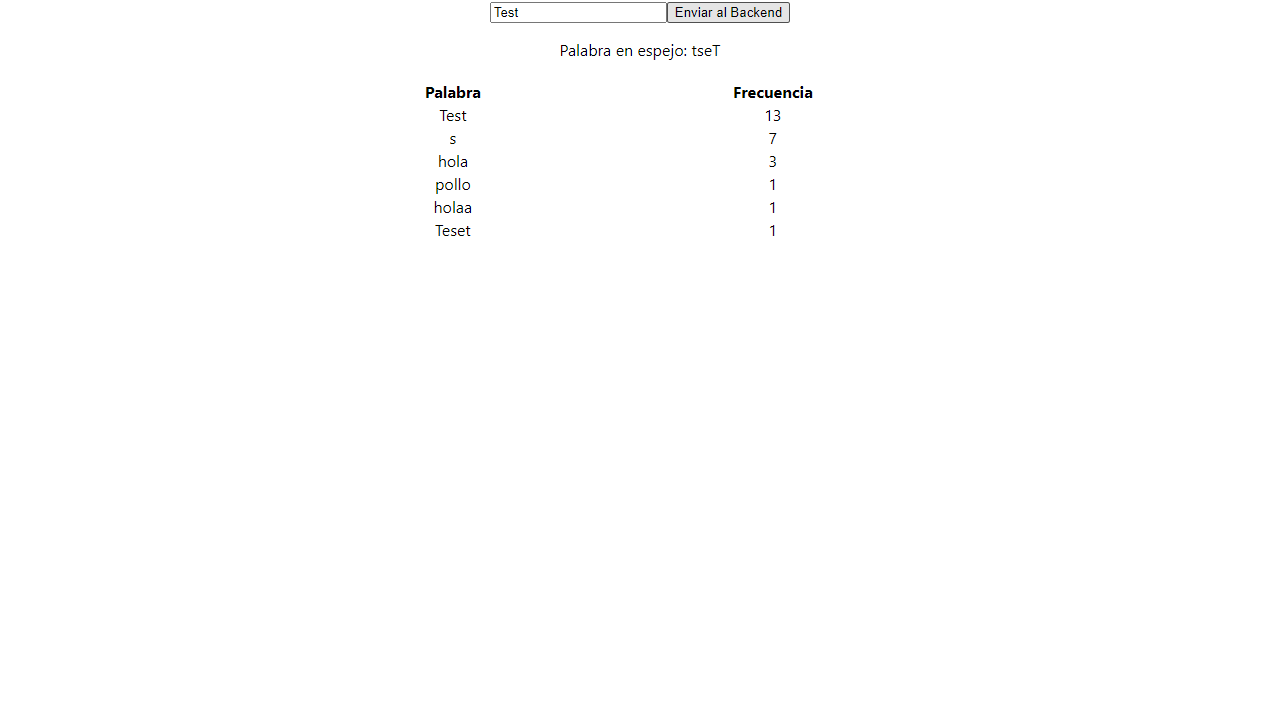 Test Enviar al Backend
Palabra en espejo: tseT
Palabra Frecuencia
Test 13
s 7
hola 3
pollo 1
holaa 1
Teset 1